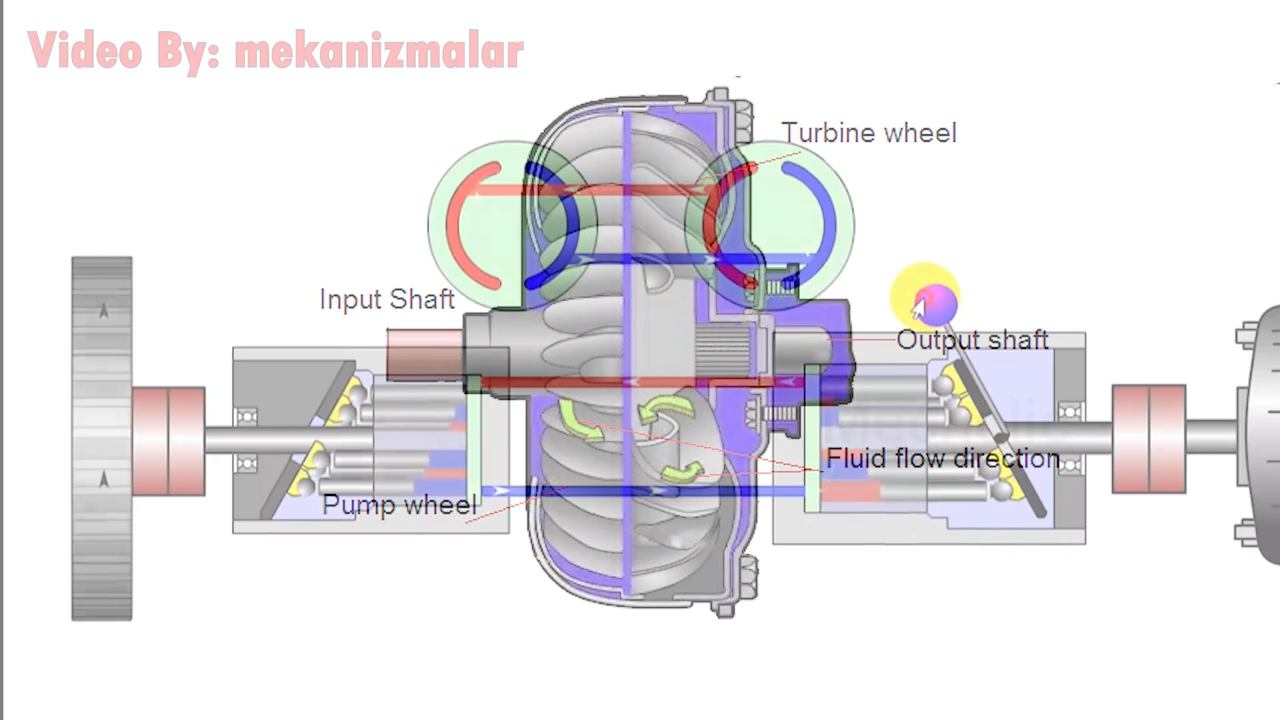 Video By: mekanizmalar
Turbine wheel
Input Shaft
Output shaft
Fluid flow direction
Pump wheel